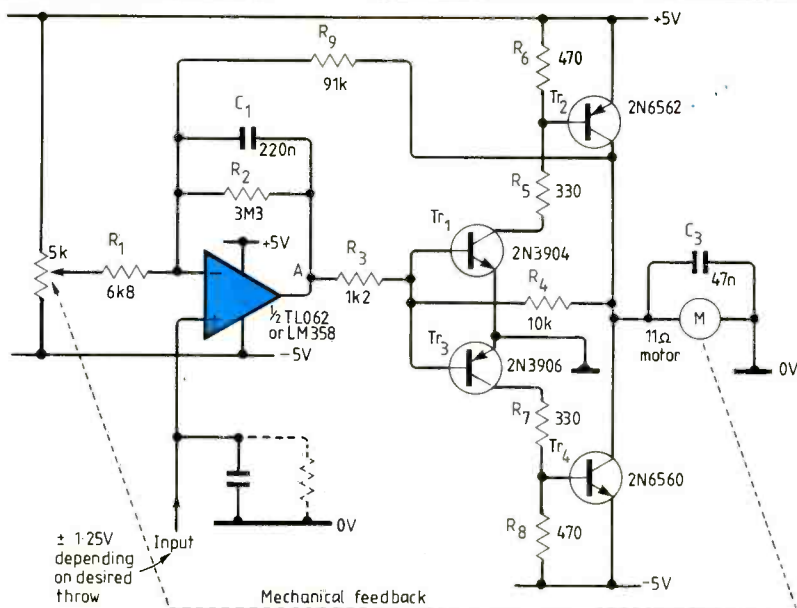 +5V
R9
91k
R6
470
Tr2
2N6562
C1
220n
R2
3M3
R5
330
5k
R1
6k8
+5V
−
+
A
R3
1k2
½ TL062
or LM358
Tr1
2N3904
R4
10k
C3
47n
M
11Ω
motor
0V
−5V
Tr3
2N3906
R7
330
Tr4
2N6560
R8
470
0V
± 1·25V
depending
on desired
throw
Input
−5V
Mechanical feedback